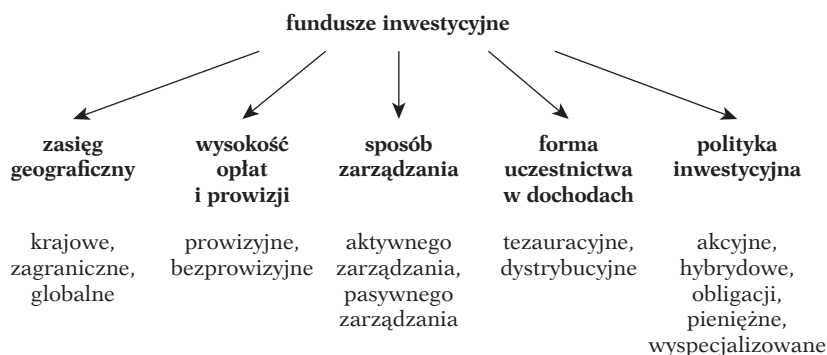 fundusze inwestycyjne
zasięg
geograficzny
krajowe,
zagraniczne,
globalne
wysokość
opłat
i prowizji
prowizyjne,
bezprowizyjne
sposób
zarządzania
aktywnego
zarządzania,
pasywnego
zarządzania
forma
uczestnictwa
w dochodach
tezauracyjne,
dystrybucyjne
polityka
inwestycyjna
akcyjne,
hybrydowe,
obligacji,
pieniężne,
wyspecjalizowane